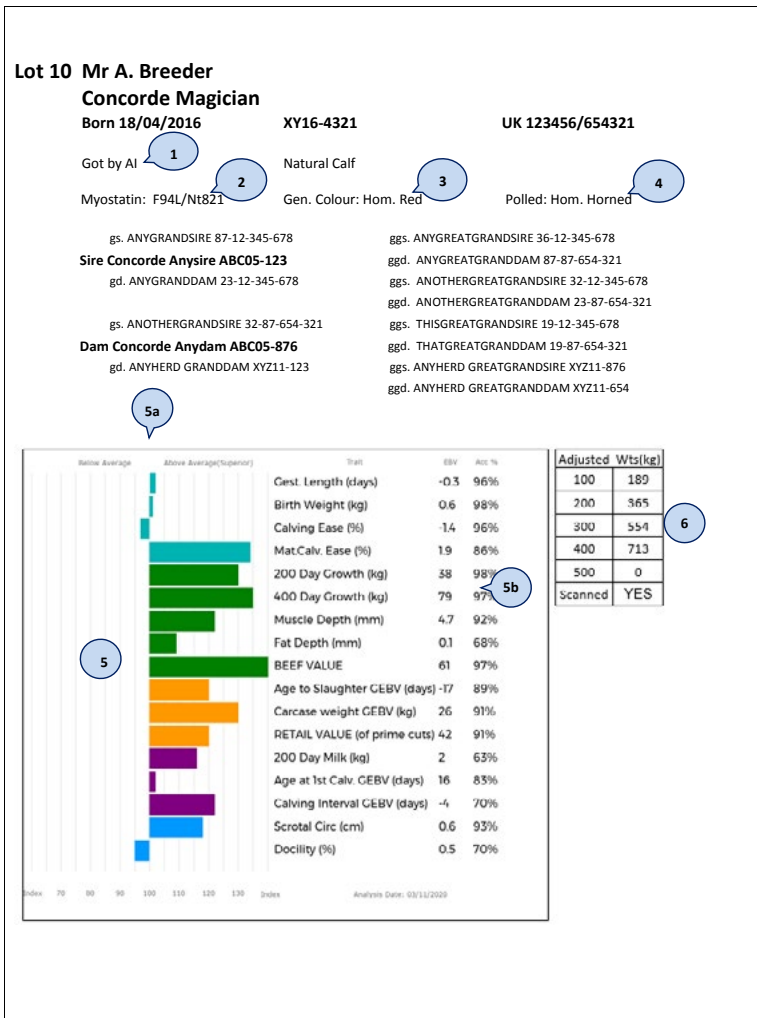 Lot 10 Mr A. Breeder
Concorde Magician
Born 18/04/2016 XY16-4321 UK 123456/654321
Got by AI 1 Natural Calf
2 3 4
Myostatin: F94L/Nt821 Gen. Colour: Hom. Red Polled: Hom. Horned
gs. ANYGRANDSIRE 87-12-345-678 ggs. ANYGREATGRANDSIRE 36-12-345-678
Sire Concorde Anysire ABC05-123 ggd. ANYGREATGRANDDAM 87-87-654-321
gd. ANYGRANDDAM 23-12-345-678 ggs. ANOTHERGREATGRANDSIRE 32-12-345-678
ggd. ANOTHERGREATGRANDDAM 23-87-654-321
gs. ANOTHERGRANDSIRE 32-87-654-321 ggs. THISGREATGRANDSIRE 19-12-345-678
Dam Concorde Anydam ABC05-876 ggd. THATGREATGRANDDAM 19-87-654-321
gd. ANYHERD GRANDDAM XYZ11-123 ggs. ANYHERD GREATGRANDSIRE XYZ11-876
ggd. ANYHERD GREATGRANDDAM XYZ11-654
5a
Below Average Above Average(Superior) Trait EBV Acc %
Gest. Length (days) -0.3 96%
Birth Weight (kg) 0.6 98%
Calving Ease (%) -1.4 96%
Mat.Calv. Ease (%) 1.9 86%
200 Day Growth (kg) 38 98%
400 Day Growth (kg) 79 97%
5b
Muscle Depth (mm) 4.7 92%
Fat Depth (mm) 0.1 68%
5
BEEF VALUE 61 97%
Age to Slaughter GEBV (days) -17 89%
Carcase weight GEBV (kg) 26 91%
RETAIL VALUE (of prime cuts) 42 91%
200 Day Milk (kg) 2 63%
Age at 1st Calv. GEBV (days) 16 83%
Calving Interval GEBV (days) -4 70%
Scrotal Circ (cm) 0.6 93%
Docility (%) 0.5 70%
Index 70 80 90 100 110 120 130 Index Analysis Date: 03/11/2020
Adjusted Wts(kg)
100 189
200 365
300 554
6
400 713
500 0
Scanned YES